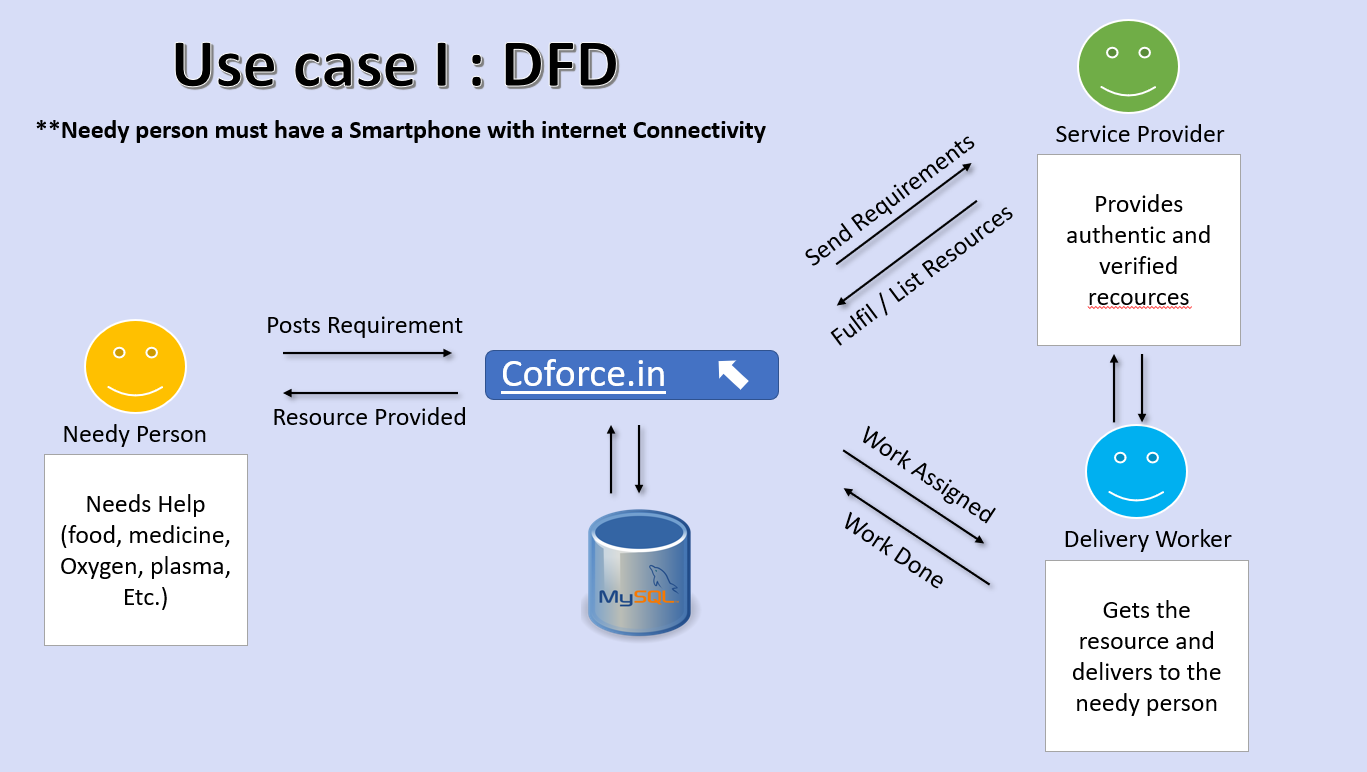 Use case I : DFD
**Needy person must have a Smartphone with internet Connectivity
Service Provider
Provides
authentic and
verified
recources
Send Requirements
Fulfil / List Resources
Posts Requirement
Resource Provided
Coforce.in
Needy Person
Needs Help
(food, medicine,
Oxygen, plasma,
Etc.)
MySQL
Work Assigned
Work Done
Delivery Worker
Gets the
resource and
delivers to the
needy person